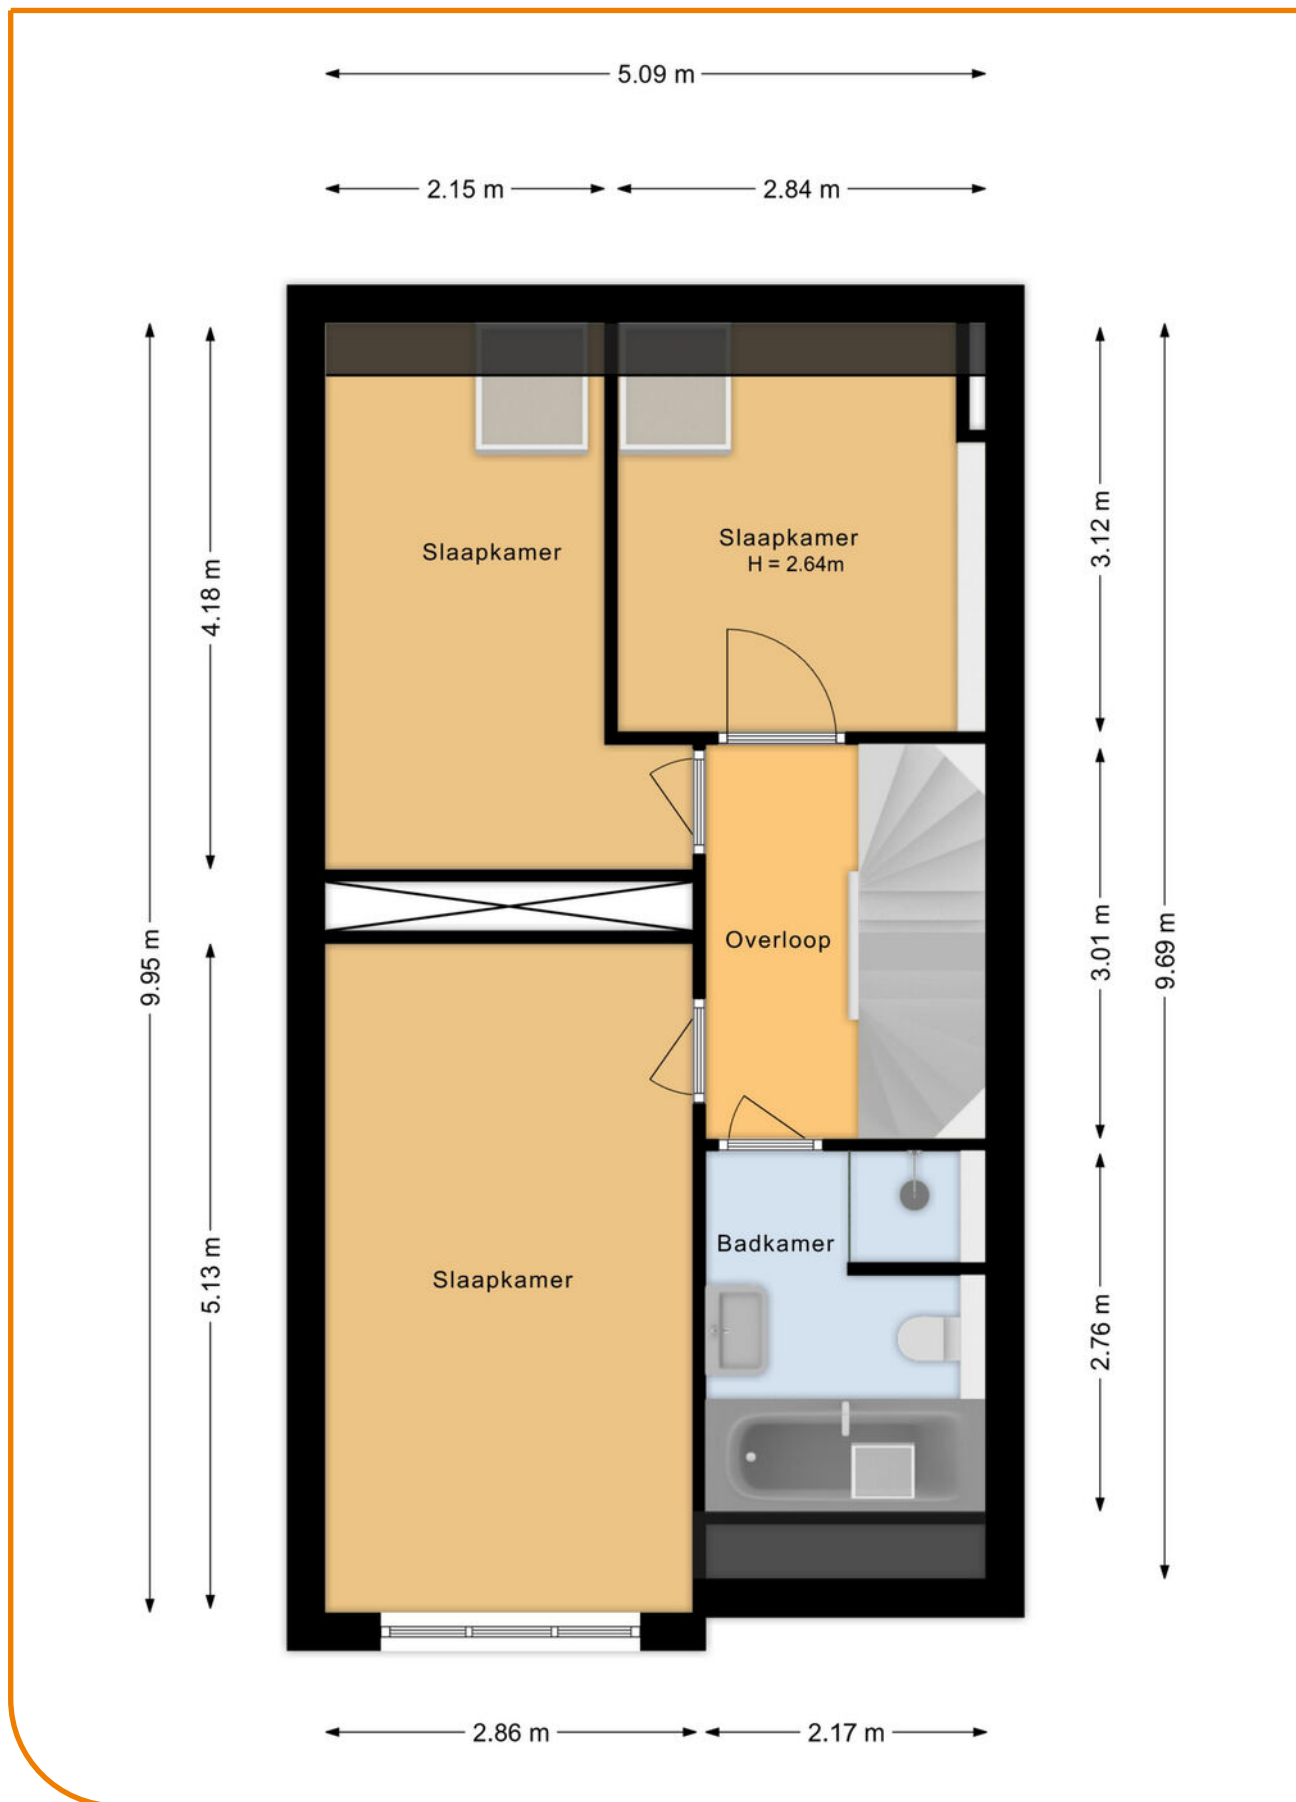 5.09 m
2.15 m
2.84 m
Slaapkamer
H = 2.64m
Slaapkamer
3.12 m
4.18 m
Overloop
3.01 m
9.95 m
9.69 m
Badkamer
Slaapkamer
5.13 m
2.76 m
2.86 m
2.17 m